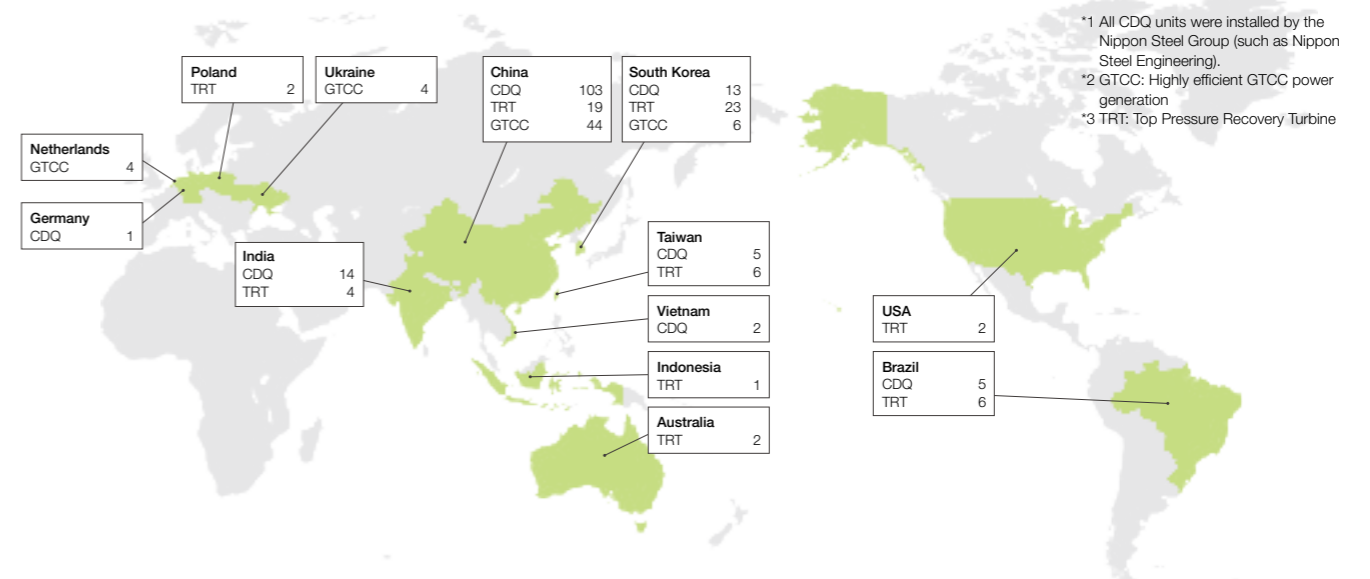 *1 All CDQ units were installed by the
Nippon Steel Group (such as Nippon
Steel Engineering).
*2 GTCC: Highly efficient GTCC power
generation
*3 TRT: Top Pressure Recovery Turbine
Poland
TRT 2
Ukraine
GTCC 4
China
CDQ 103
TRT 19
GTCC 44
South Korea
CDQ 13
TRT 23
GTCC 6
Netherlands
GTCC 4
Germany
CDQ 1
India
CDQ 14
TRT 4
Taiwan
CDQ 5
TRT 6
Vietnam
CDQ 2
Indonesia
TRT 1
Australia
TRT 2
USA
TRT 2
Brazil
CDQ 5
TRT 6